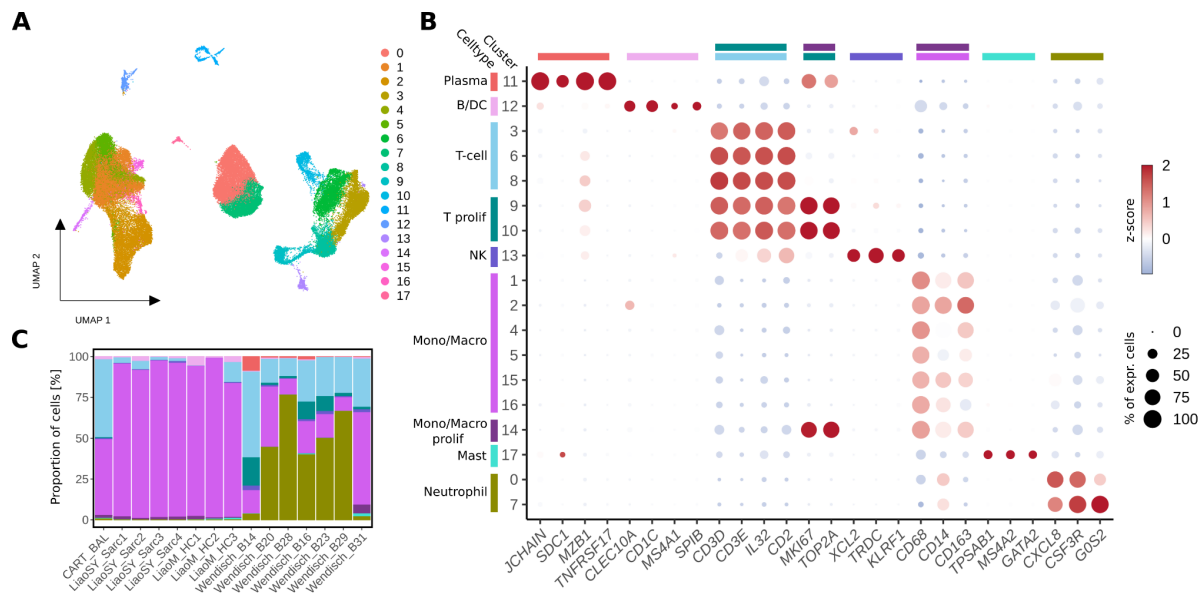 A
UMAP 2
UMAP 1
0
1
2
3
4
5
6
7
8
9
10
11
12
13
14
15
16
17
B
Celltype
Cluster
Plasma 11
B/DC 12
T-cell
3
6
8
T prolif
9
10
NK 13
Mono/Macro
1
2
4
5
15
16
Mono/Macro
prolif
14
Mast 17
Neutrophil
0
7
JCHAIN
SDC1
MZB1
TNFRSF17
CLEC10A
CD1C
MS4A1
SPIB
CD3D
CD3E
IL32
CD2
MKI67
TOP2A
XCL2
TRDC
KLRF1
CD68
CD14
CD163
TPSAB1
MS4A2
GATA2
CXCL8
CSF3R
G0S2
z-score
2
1
0
% of expr. cells
0
25
50
75
100
C
Proportion of cells [%]
100
75
50
25
0
CART_BAL
LiaoSY_Sarc1
LiaoSY_Sarc2
LiaoSY_Sarc3
LiaoSY_Sarc4
LiaoM_HC1
LiaoM_HC2
LiaoM_HC3
Wendisch_B14
Wendisch_B20
Wendisch_B28
Wendisch_B16
Wendisch_B23
Wendisch_B29
Wendisch_B31